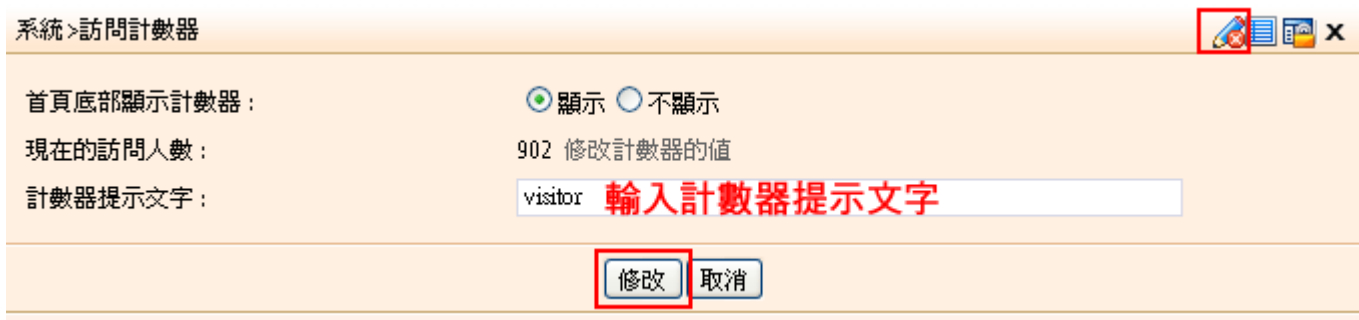 系統>訪問計數器
首頁底部顯示計數器：
顯示 不顯示
現在的訪問人數：
902 修改計數器的值
計數器提示文字：
visitor 輸入計數器提示文字
修改 取消